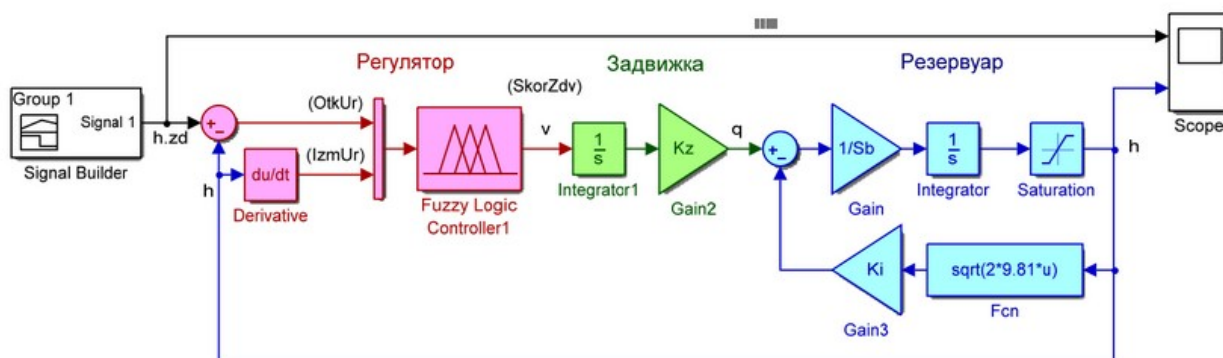 Регулятор
Задвижка
Резервуар
Group 1
Signal 1
h.zd
Signal Builder
+
-
(OtkUr)
(IzmUr)
h
du/dt
Derivative
(SkorZdv)
Fuzzy Logic
Controller1
v
1
s
Integrator1
Kz
Gain2
q
+
-
1/Sb
Gain
1
s
Integrator
Saturation
h
Scope
Ki
Gain3
sqrt(2*9.81*u)
Fcn